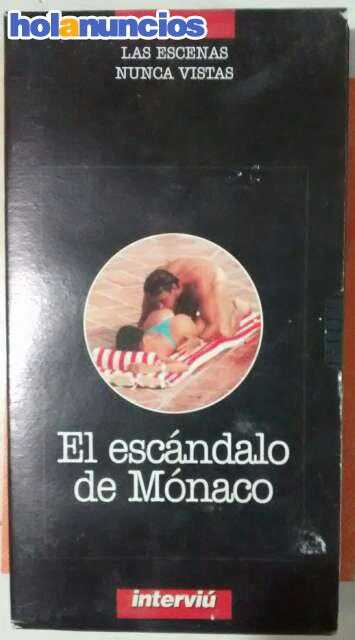 holanuncios
LAS ESCENAS
NUNCA VISTAS
El escándalo
de Mónaco
interviú